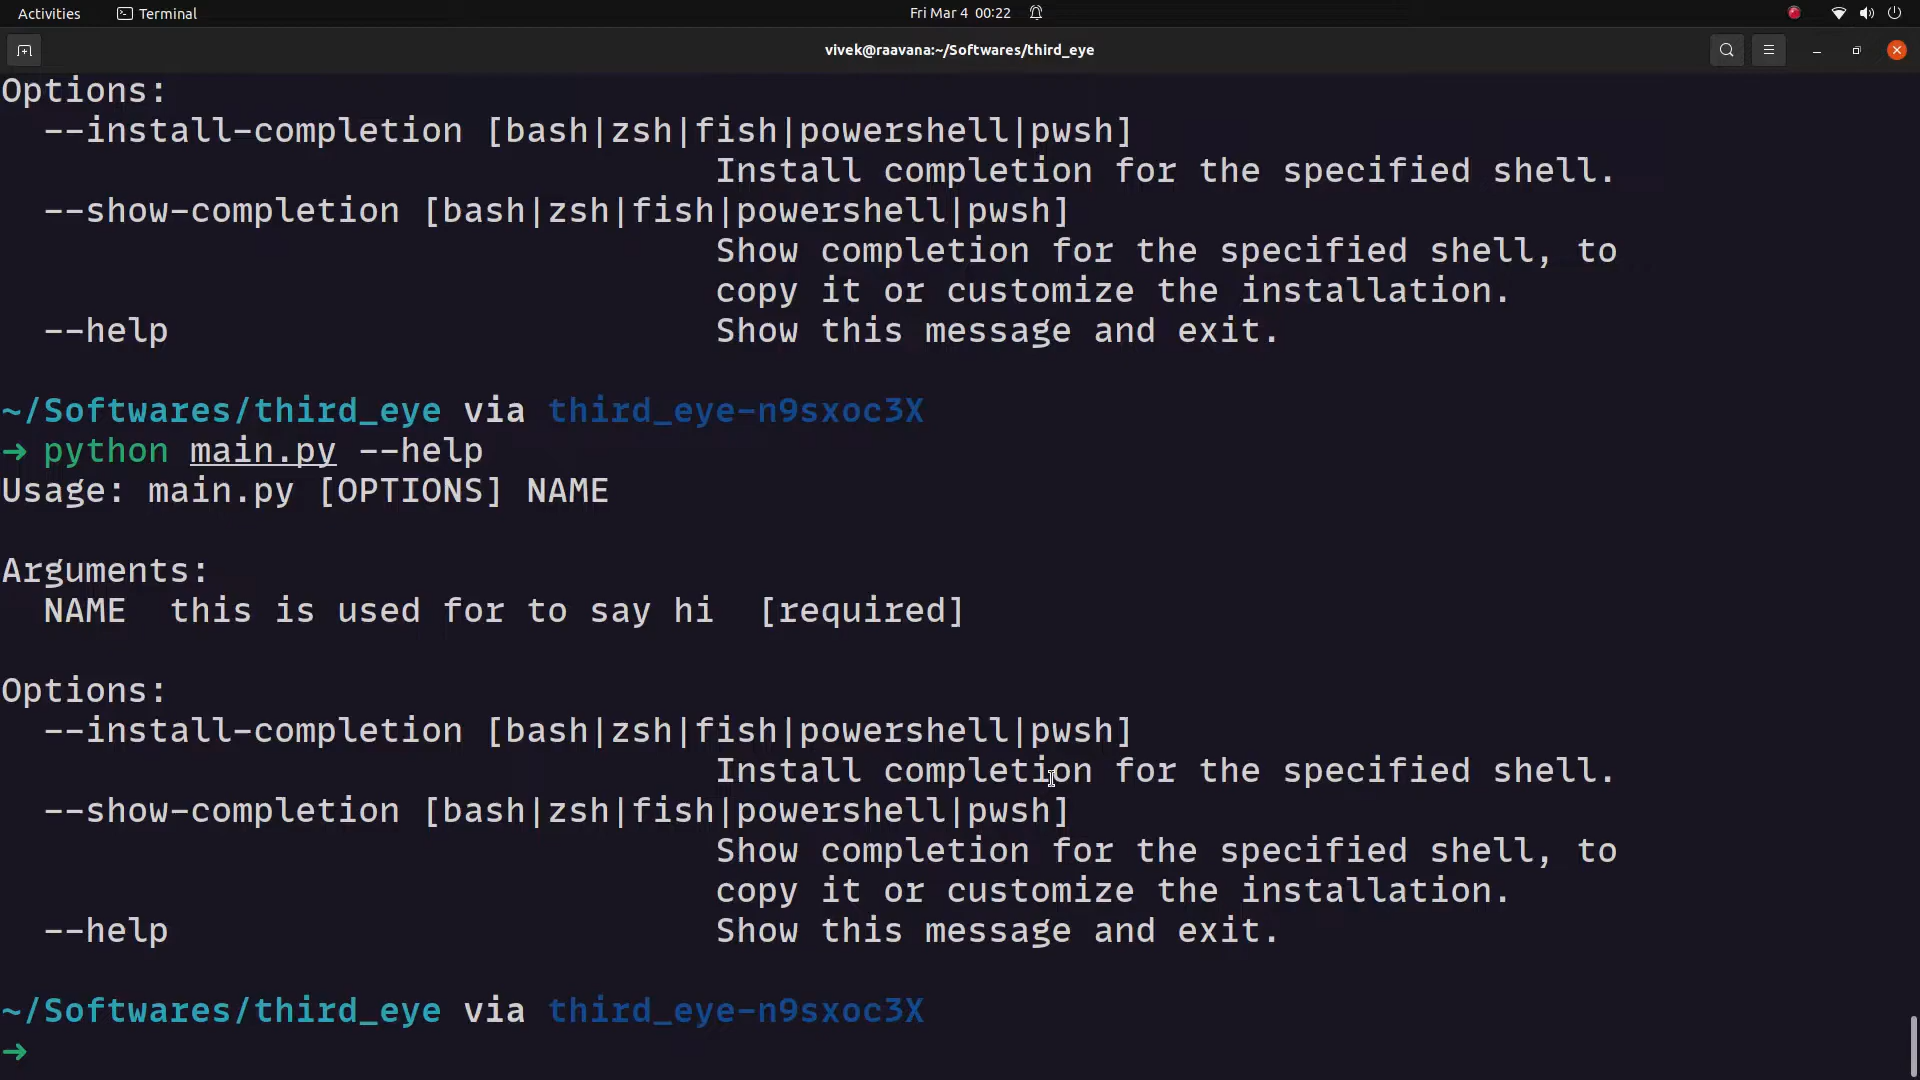 Activities Terminal Fri Mar 4 00:22
vivek@raavana:~/Softwares/third_eye
Options:
--install-completion [bash|zsh|fish|powershell|pwsh]
Install completion for the specified shell.
--show-completion [bash|zsh|fish|powershell|pwsh]
Show completion for the specified shell, to
copy it or customize the installation.
--help Show this message and exit.
~/Softwares/third_eye via third_eye-n9sxoc3X
➜ python main.py --help
Usage: main.py [OPTIONS] NAME
Arguments:
NAME this is used for to say hi [required]
Options:
--install-completion [bash|zsh|fish|powershell|pwsh]
Install completion for the specified shell.
--show-completion [bash|zsh|fish|powershell|pwsh]
Show completion for the specified shell, to
copy it or customize the installation.
--help Show this message and exit.
~/Softwares/third_eye via third_eye-n9sxoc3X
➜